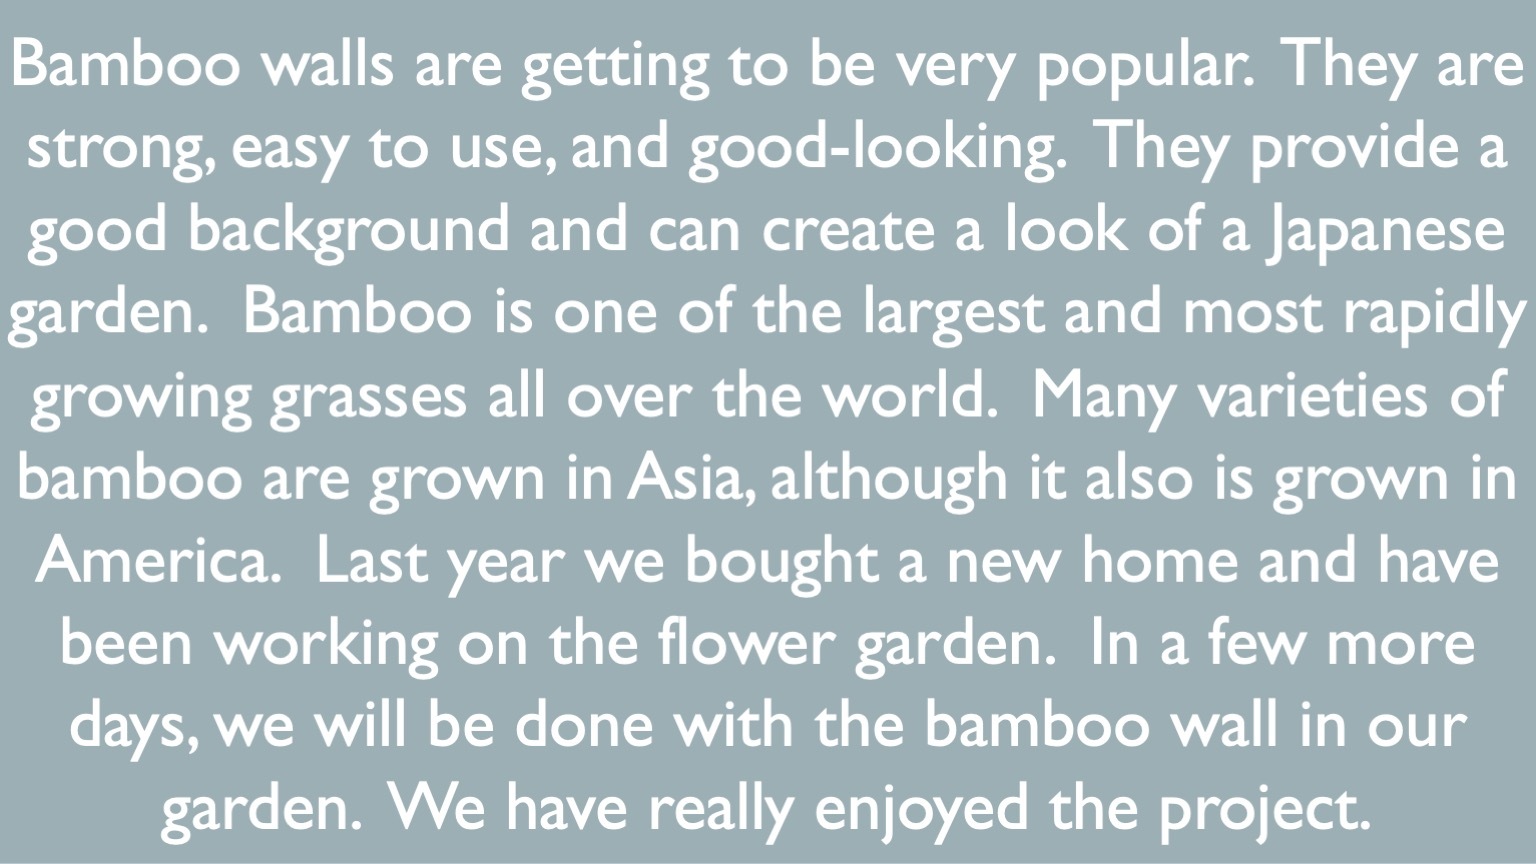 Bamboo walls are getting to be very popular. They are
strong, easy to use, and good-looking. They provide a
good background and can create a look of a Japanese
garden. Bamboo is one of the largest and most rapidly
growing grasses all over the world. Many varieties of
bamboo are grown in Asia, although it also is grown in
America. Last year we bought a new home and have
been working on the flower garden. In a few more
days, we will be done with the bamboo wall in our
garden. We have really enjoyed the project.